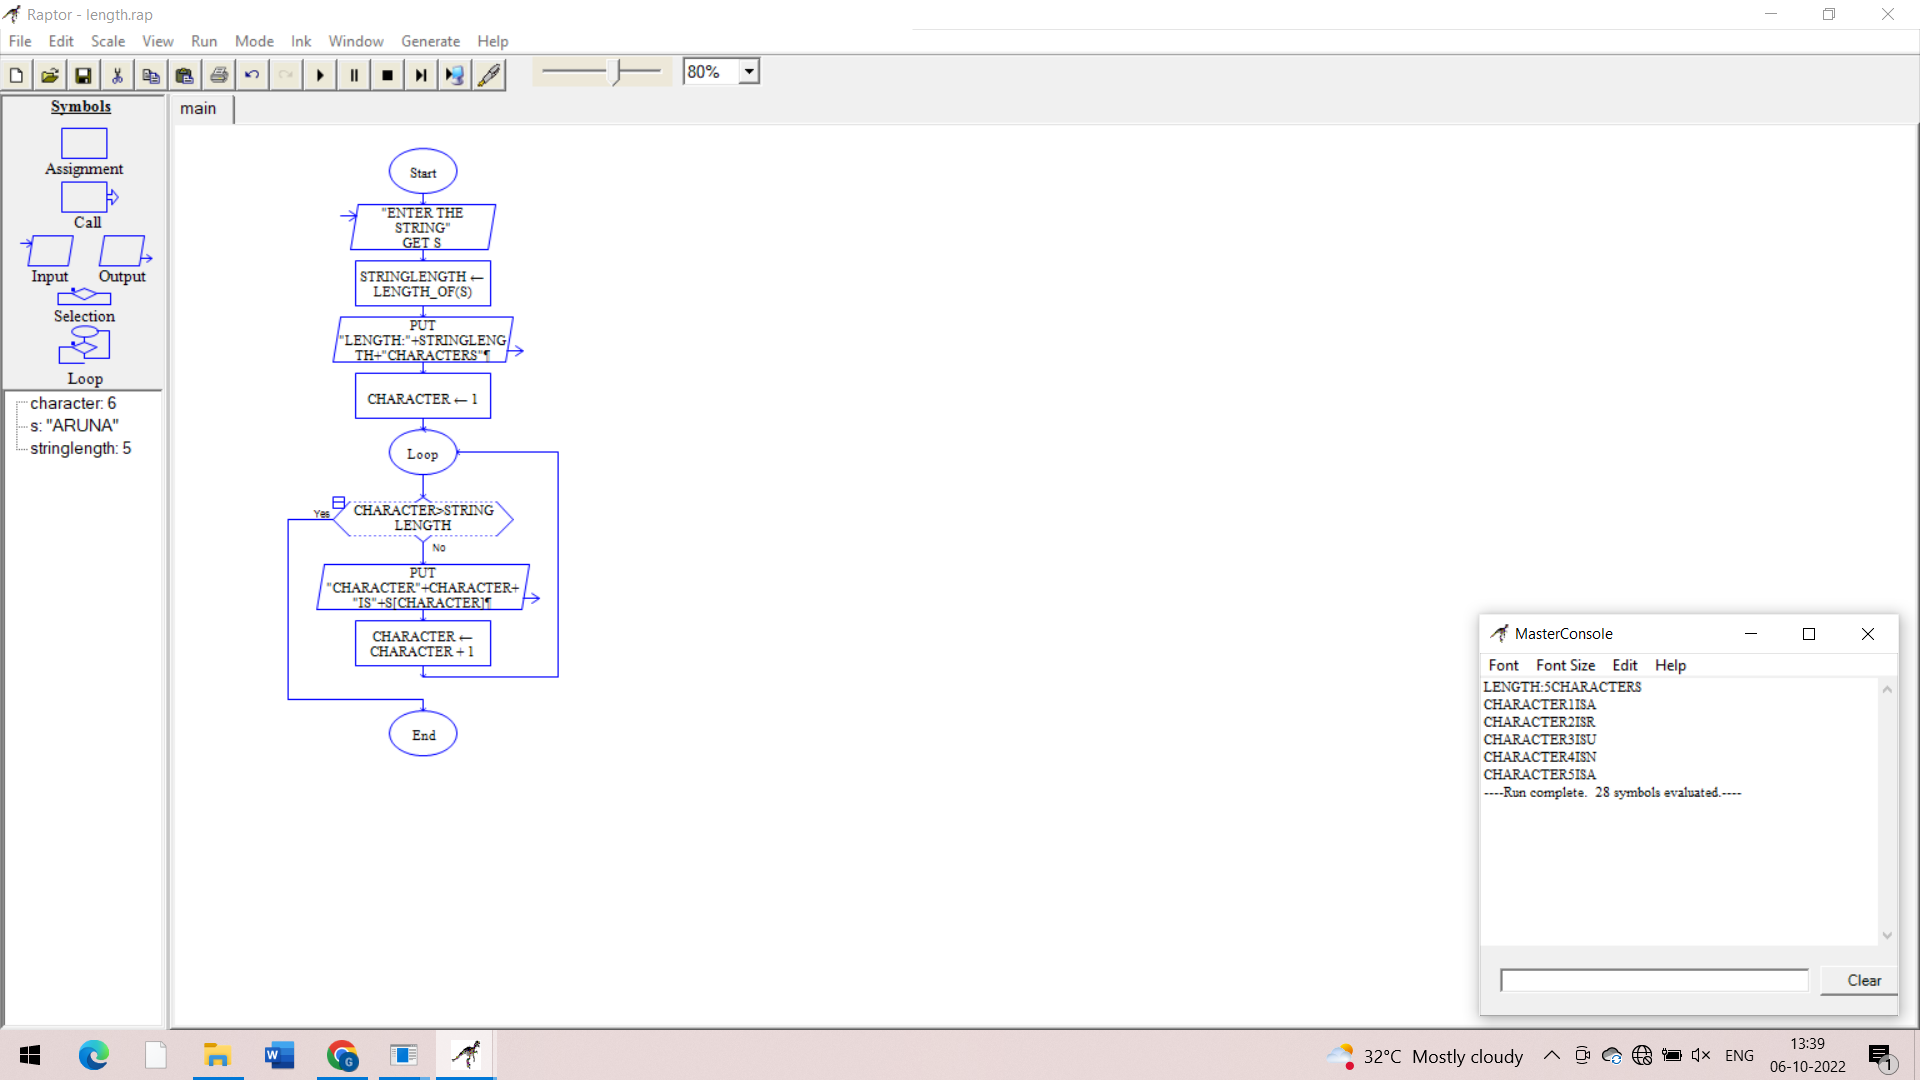 Raptor - length.rap
File Edit Scale View Run Mode Ink Window Generate Help
80%
Symbols
Assignment
Call
Input Output
Selection
Loop
character: 6
s: "ARUNA"
stringlength: 5
main
Start
"ENTER THE
STRING"
GET S
STRINGLENGTH ←
LENGTH_OF(S)
PUT
"LENGTH:"+STRINGLENG
TH+"CHARACTERS"¶
CHARACTER ← 1
Loop
Yes
CHARACTER>STRING
LENGTH
No
PUT
"CHARACTER"+CHARACTER+
"IS"+S[CHARACTER]¶
CHARACTER ←
CHARACTER + 1
End
MasterConsole
Font Font Size Edit Help
LENGTH:5CHARACTERS
CHARACTER1ISA
CHARACTER2ISR
CHARACTER3ISU
CHARACTER4ISN
CHARACTER5ISA
----Run complete.  28 symbols evaluated.----
Clear
32°C Mostly cloudy
ENG
13:39
06-10-2022
1